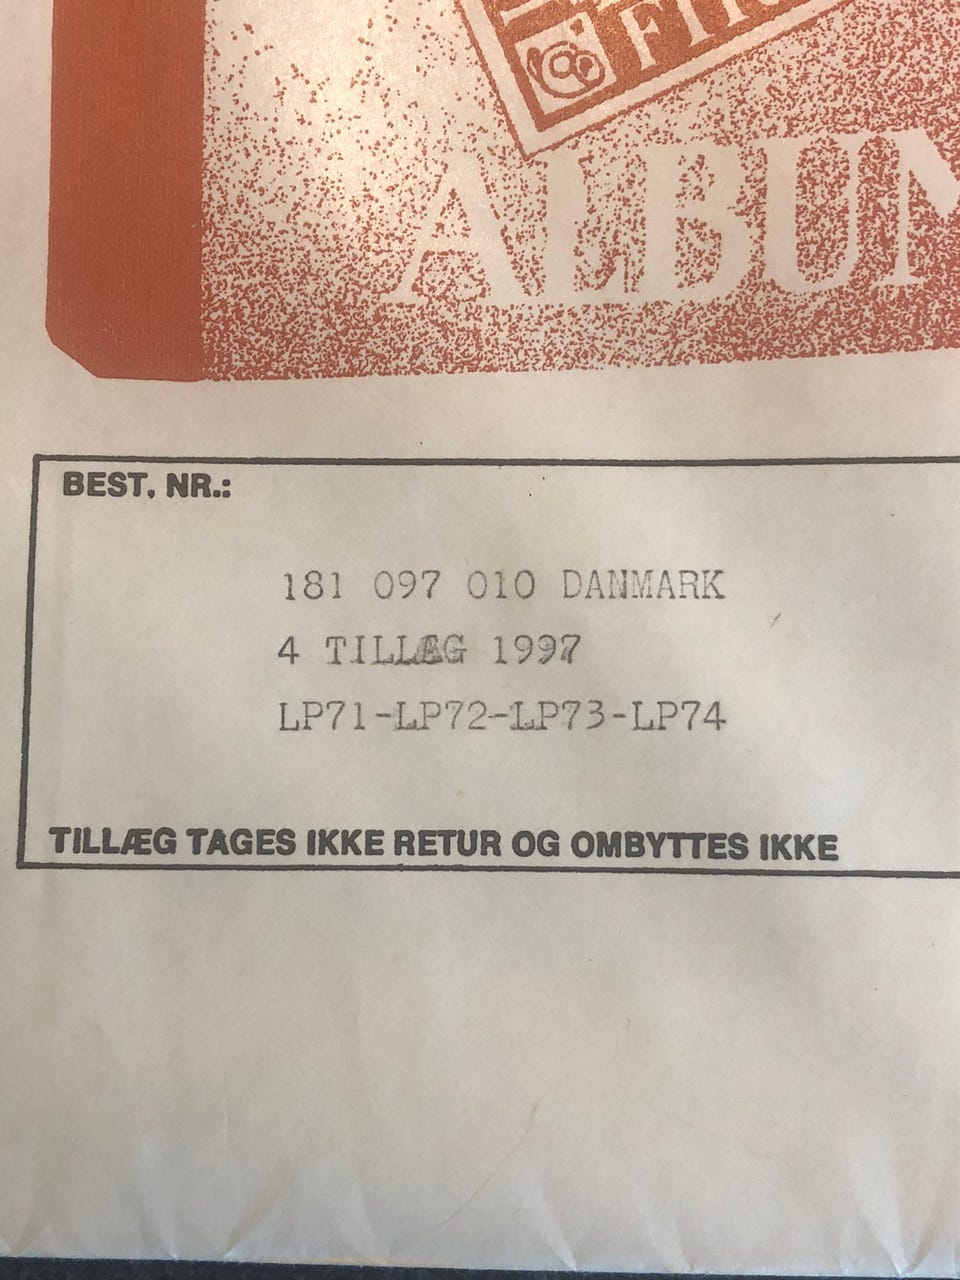 ALBUM
BEST. NR.:
181 097 010 DANMARK
4 TILLÆG 1997
LP71-LP72-LP73-LP74
TILLÆG TAGES IKKE RETUR OG OMBYTTES IKKE